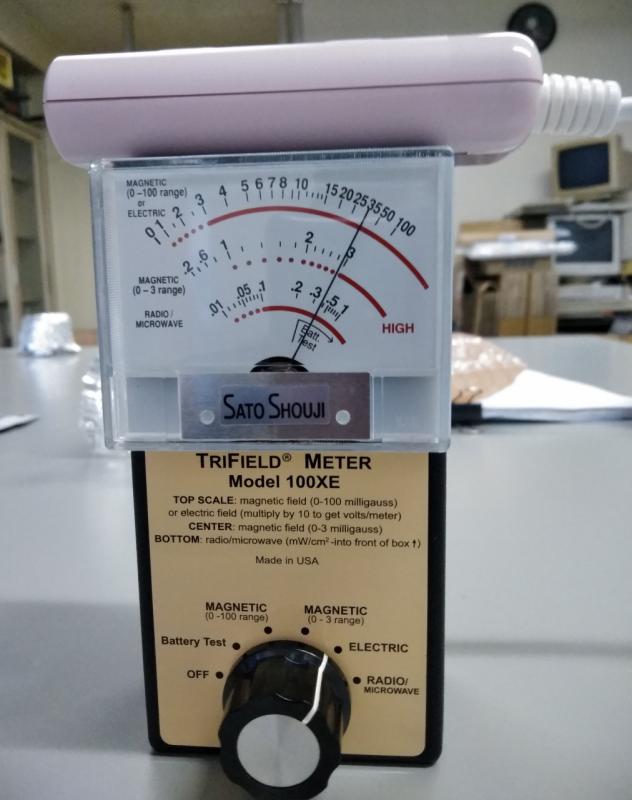 MAGNETIC
(0-100 range)
or
ELECTRIC
0 1 2 3 4 5 6 7 8 10 15 20 25 35 50 100
MAGNETIC
(0-3 range)
.2 .6 1 2 3
RADIO/
MICROWAVE
.01 .05 .1 .2 .3 .5 1
HIGH
Batt.
Test
SATO SHOUJI
TRIFIELD® METER
Model 100XE
TOP SCALE: magnetic field (0-100 milligauss)
or electric field (multiply by 10 to get volts/meter)
CENTER: magnetic field (0-3 milligauss)
BOTTOM: radio/microwave (mW/cm²-into front of box↑)
Made in USA
MAGNETIC
(0-100 range)
MAGNETIC
(0-3 range)
Battery Test
ELECTRIC
OFF
RADIO/
MICROWAVE